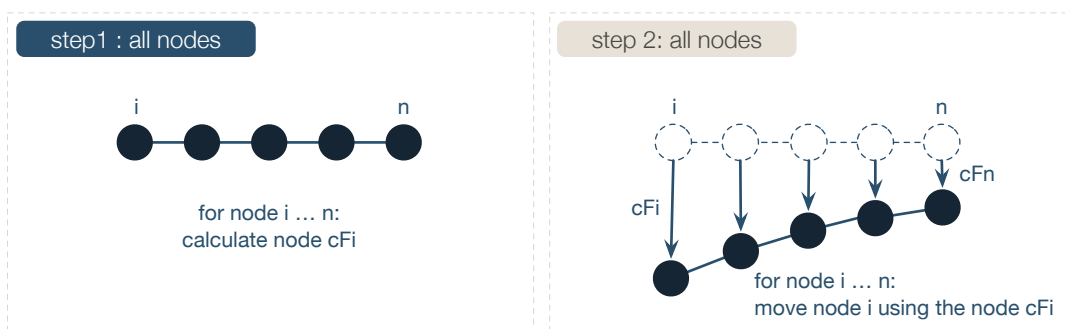 step1 : all nodes
i
n
for node i … n:
calculate node cFi
step 2: all nodes
i
n
cFi
cFn
for node i … n:
move node i using the node cFi